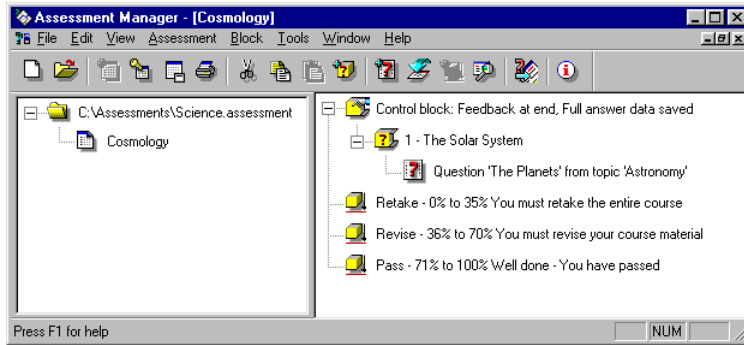 Assessment Manager - [Cosmology]
File Edit View Assessment Block Tools Window Help
C:\Assessments\Science.assessment
Cosmology
Control block: Feedback at end, Full answer data saved
1 - The Solar System
Question 'The Planets' from topic 'Astronomy'
Retake - 0% to 35% You must retake the entire course
Revise - 36% to 70% You must revise your course material
Pass - 71% to 100% Well done - You have passed
Press F1 for help
NUM